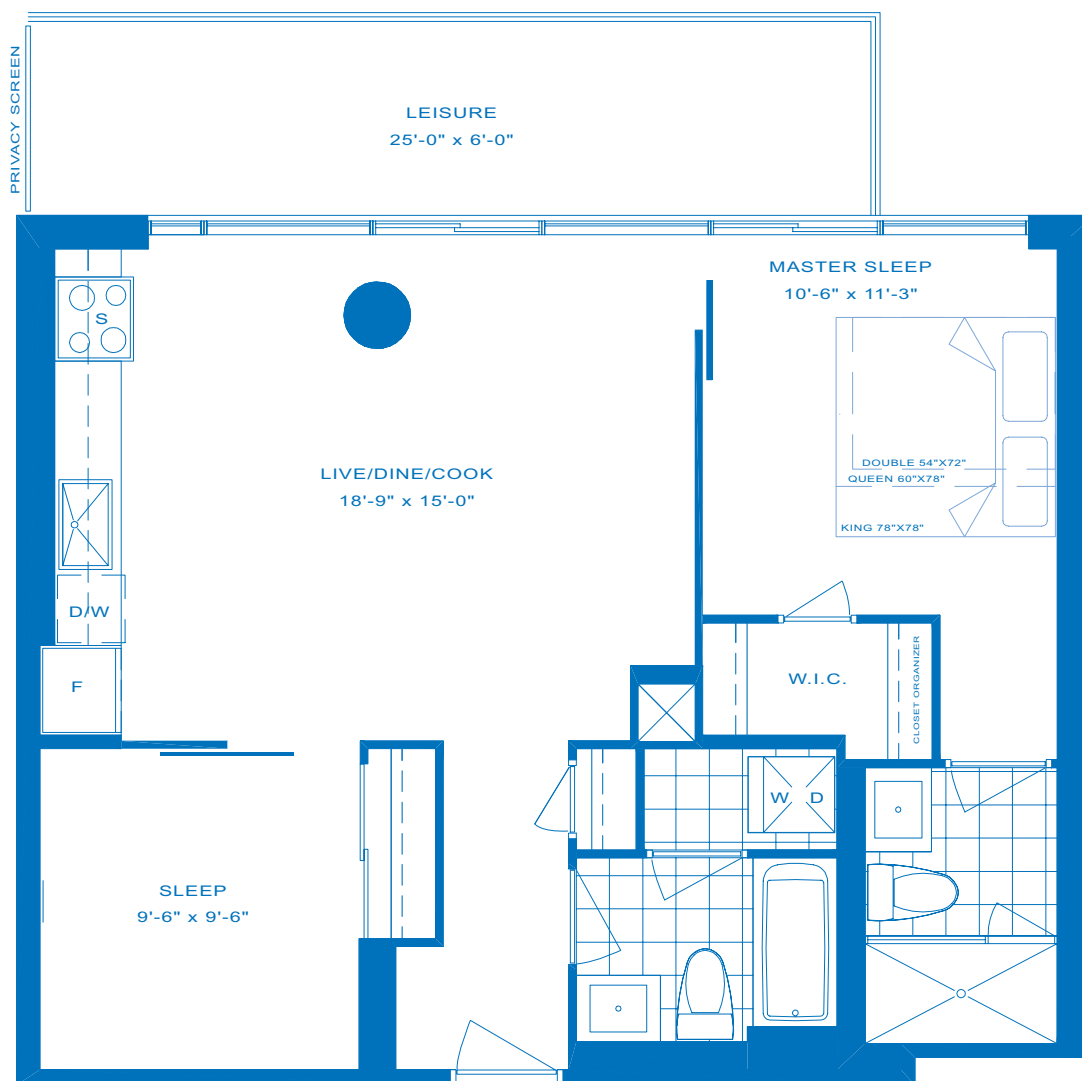 PRIVACY SCREEN
LEISURE
25'-0" x 6'-0"
MASTER SLEEP
10'-6" x 11'-3"
S
LIVE/DINE/COOK
18'-9" x 15'-0"
DOUBLE 54"X72"
QUEEN 60"X78"
KING 78"X78"
D/W
F
W.I.C.
CLOSET ORGANIZER
W D
SLEEP
9'-6" x 9'-6"